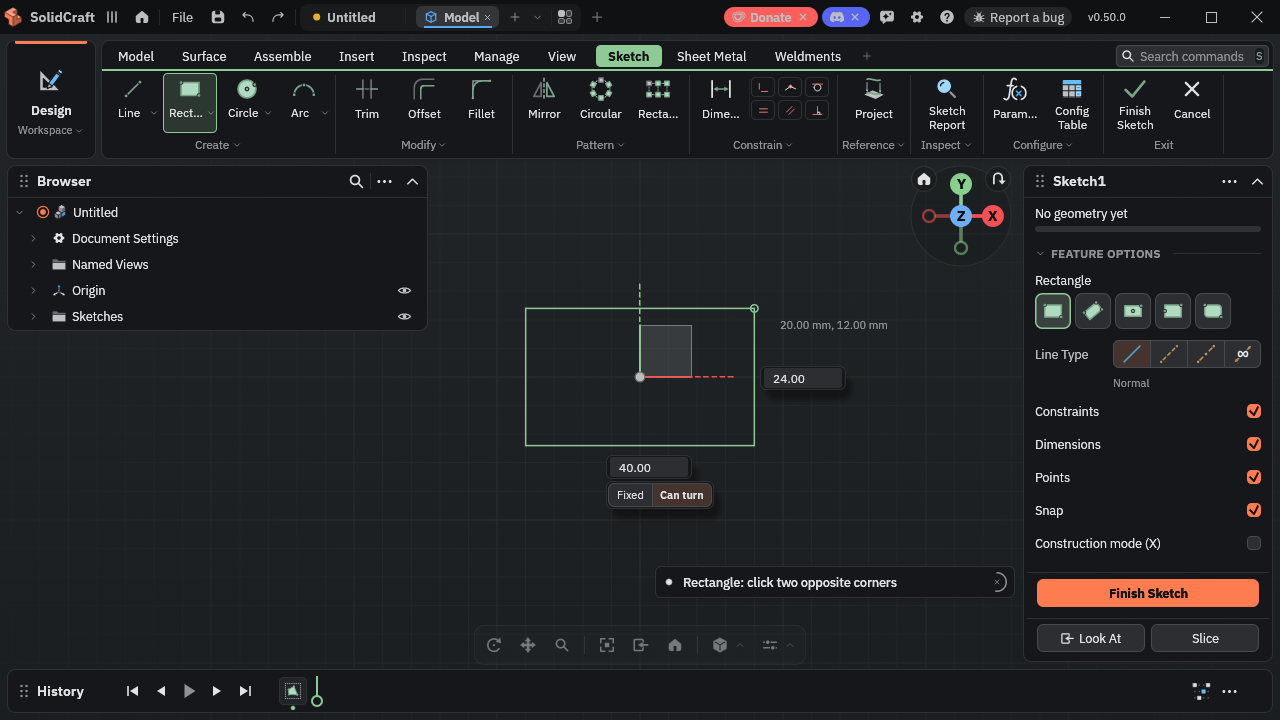 SolidCraft
File
Untitled
Model
Donate
Report a bug
v0.50.0
Design
Workspace
Model Surface Assemble Insert Inspect Manage View Sketch Sheet Metal Weldments
Search commands S
Line Rect... Circle Arc
Create
Trim Offset Fillet
Modify
Mirror Circular Recta...
Pattern
Dime...
Constrain
Project
Reference
Sketch Report
Inspect
Param... Config Table
Configure
Finish Sketch Cancel
Exit
Browser
Untitled
Document Settings
Named Views
Origin
Sketches
Y
Z
X
20.00 mm, 12.00 mm
24.00
40.00
Fixed Can turn
Rectangle: click two opposite corners
Sketch1
No geometry yet
FEATURE OPTIONS
Rectangle
Line Type
Normal
Constraints
Dimensions
Points
Snap
Construction mode (X)
Finish Sketch
Look At Slice
History